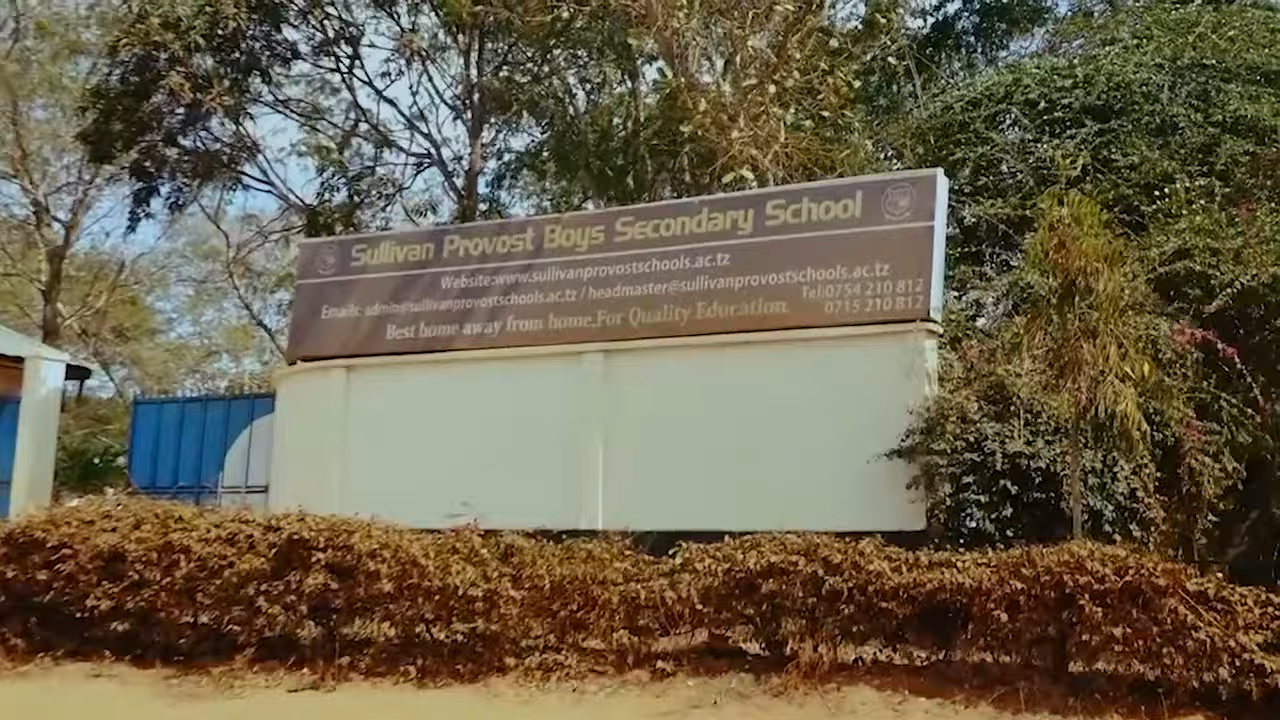 Sullivan Provost Boys Secondary School
Website:www.sullivanprovostschools.ac.tz
Emails: admin@sullivanprovostschools.ac.tz / headmaster@sullivanprovostschools.ac.tz
Best home away from home.For Quality Education.
Tel:0754 210 812
0715 210 812